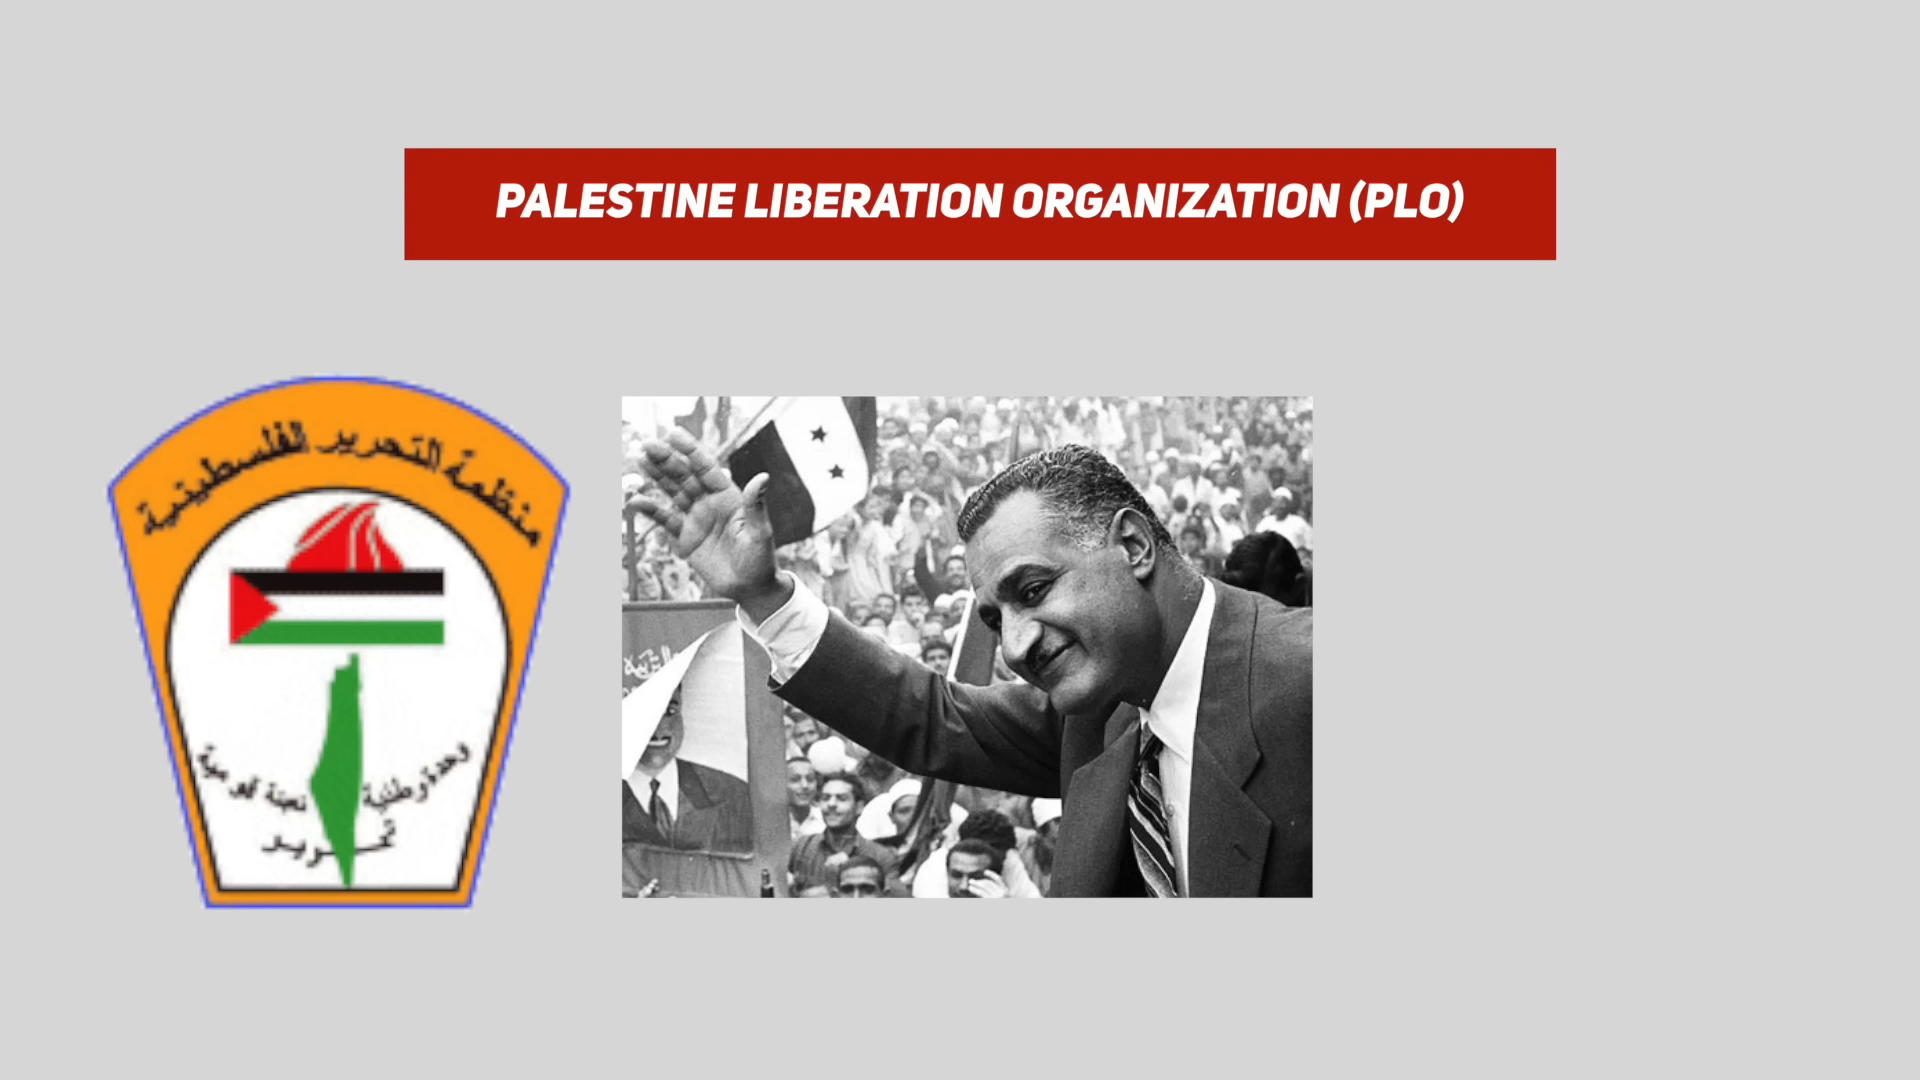 PALESTINE LIBERATION ORGANIZATION (PLO)
منظمة التحرير الفلسطينية
وحدة وطنية تعبئة قومية
تحرير